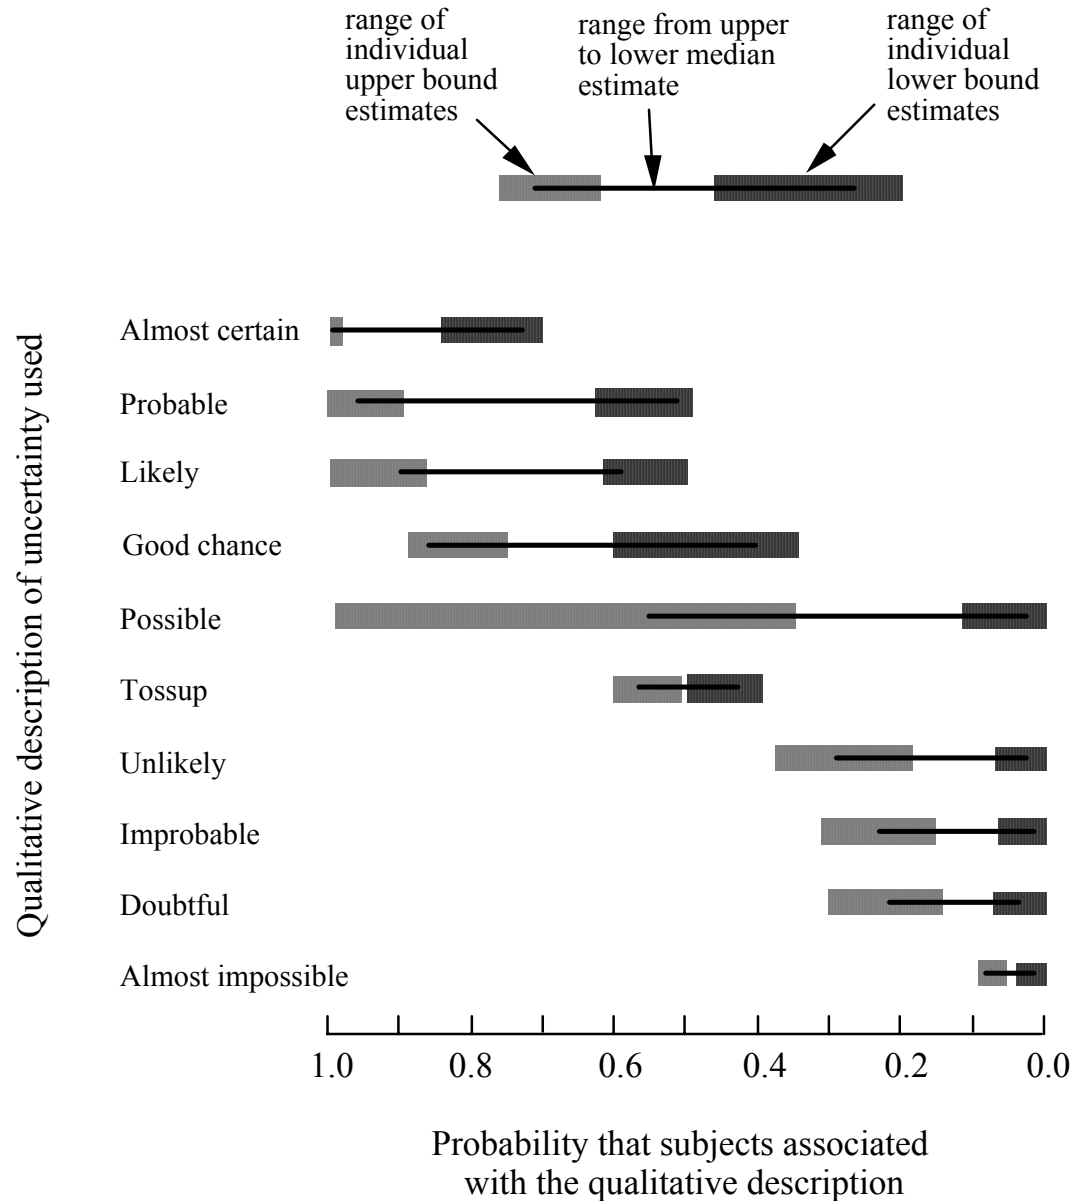 range of
individual
upper bound
estimates
range from upper
to lower median
estimate
range of
individual
lower bound
estimates
Qualitative description of uncertainty used
Almost certain
Probable
Likely
Good chance
Possible
Tossup
Unlikely
Improbable
Doubtful
Almost impossible
1.0 0.8 0.6 0.4 0.2 0.0
Probability that subjects associated
with the qualitative description